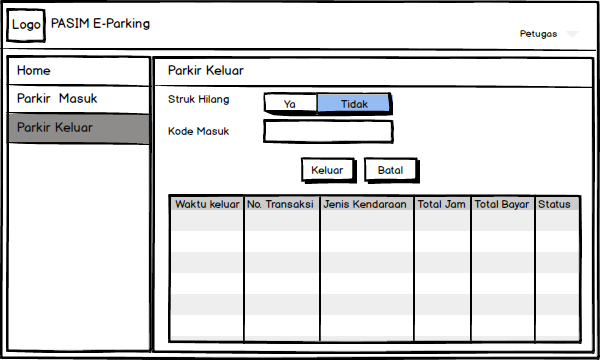 Logo PASIM E-Parking
Petugas
Home
Parkir Masuk
Parkir Keluar
Parkir Keluar
Struk Hilang Ya Tidak
Kode Masuk
Keluar Batal
Waktu keluar No. Transaksi Jenis Kendaraan Total Jam Total Bayar Status